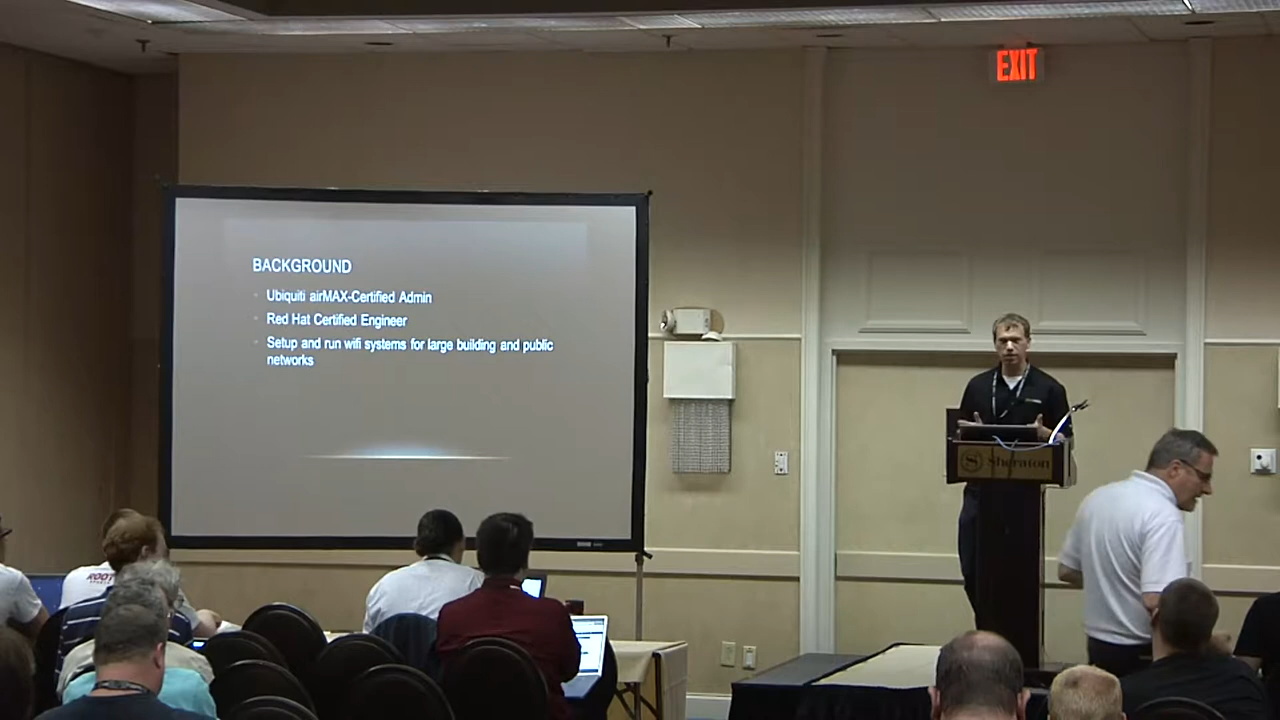 EXIT
BACKGROUND
Ubiquiti airMAX-Certified Admin
Red Hat Certified Engineer
Setup and run wifi systems for large building and public
networks
Sheraton
ROOT